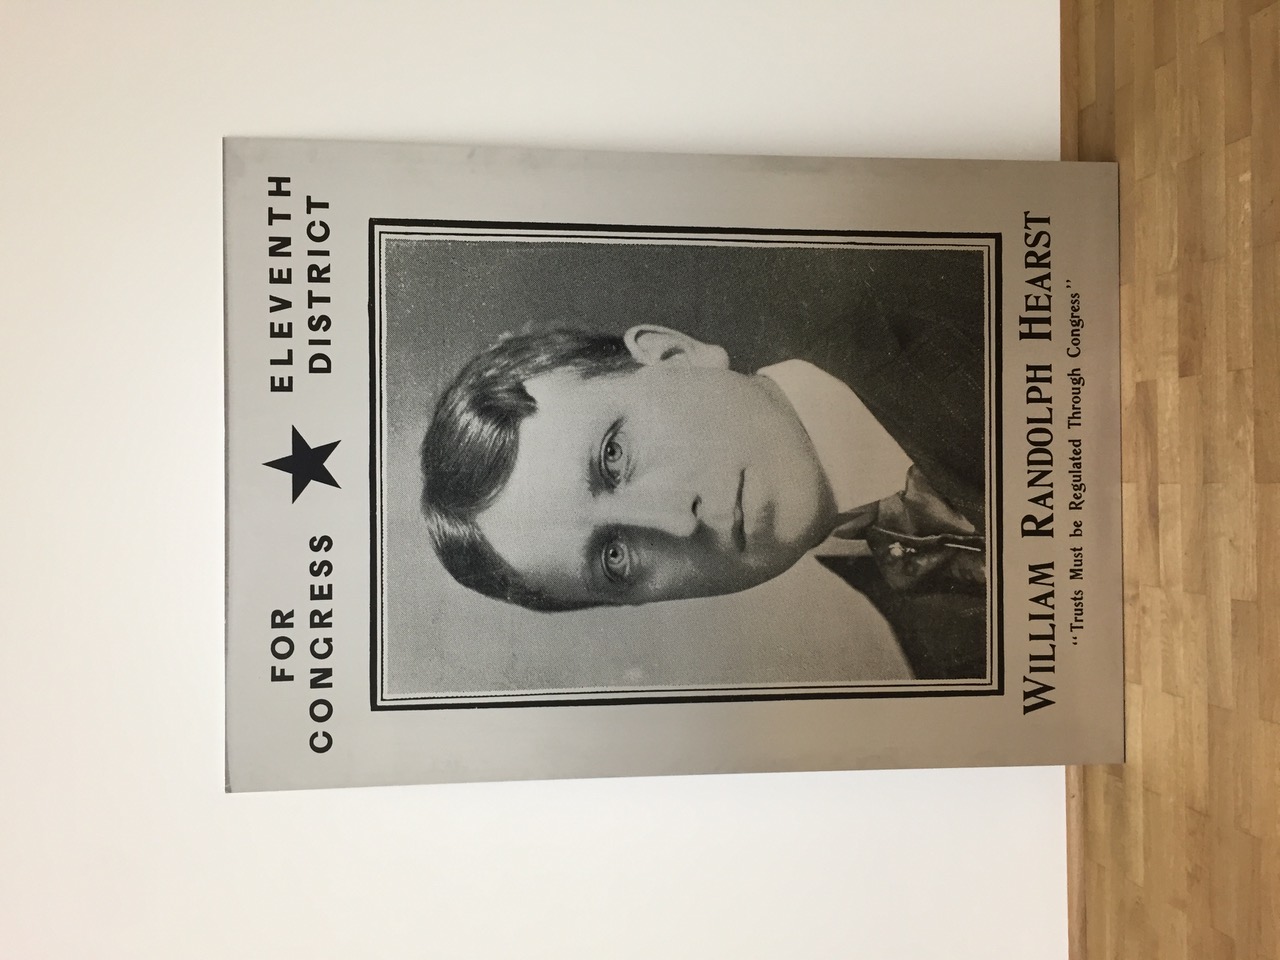 FOR
CONGRESS
ELEVENTH
DISTRICT
WILLIAM RANDOLPH HEARST
“Trusts Must be Regulated Through Congress”